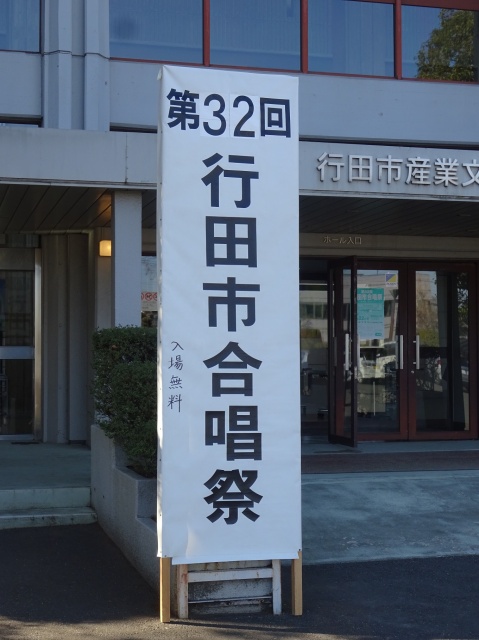 第32回
行田市合唱祭
入場無料
行田市産業文
ホール入口